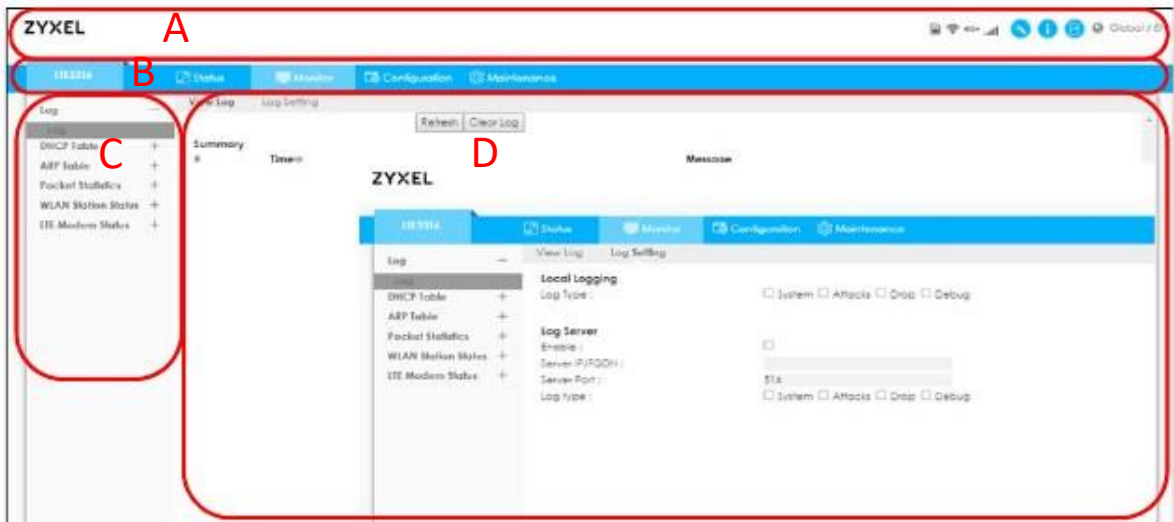 ZYXEL A
B Status Monitor Configuration Maintenance
Log View Log Log Setting
Refresh Clear Log
C D
DHCP Table Summary
# Time Message
ARP Table
Packet Statistics ZYXEL
WLAN Station Status
LTE Modem Status
LTE3316 Status Monitor Configuration Maintenance
Log View Log Log Setting
Local Logging
DHCP Table Log Type : System Attacks Drop Debug
ARP Table
Packet Statistics Log Server
Enable :
WLAN Station Status Server IP/FQDN :
LTE Modem Status Server Port : 514
Log type : System Attacks Drop Debug